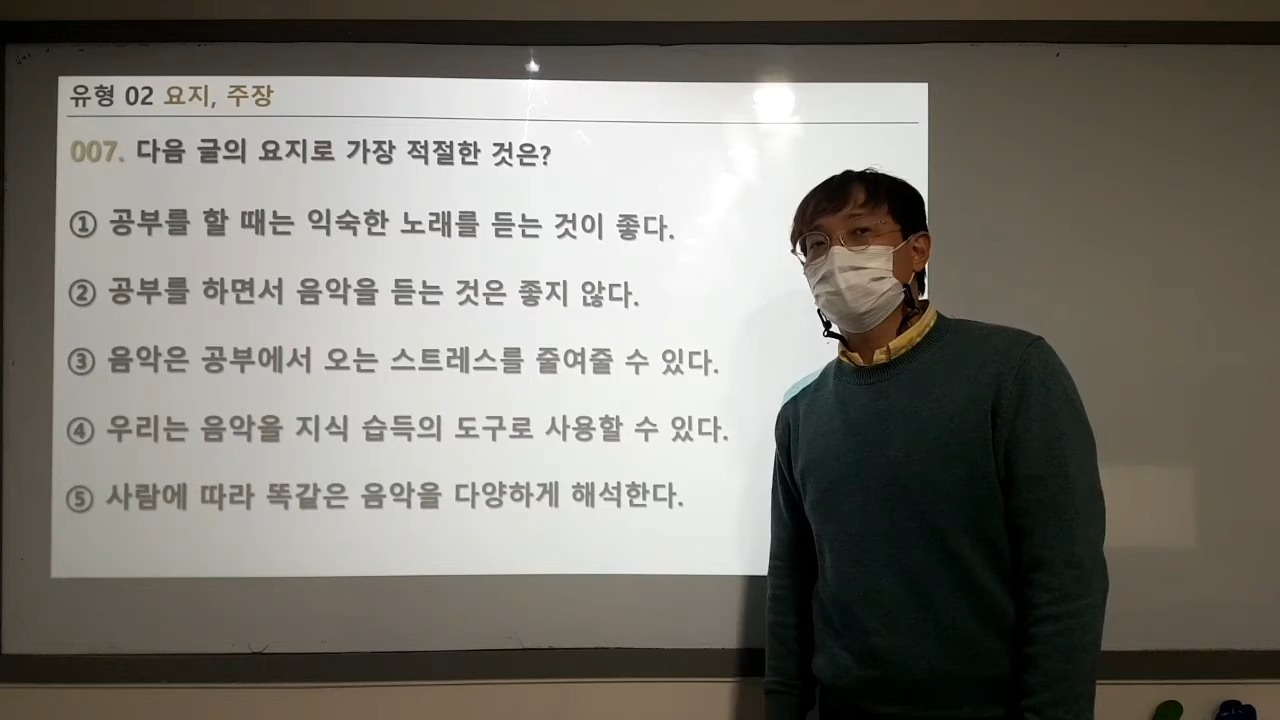 유형 02 요지, 주장
007. 다음 글의 요지로 가장 적절한 것은?
① 공부를 할 때는 익숙한 노래를 듣는 것이 좋다.
② 공부를 하면서 음악을 듣는 것은 좋지 않다.
③ 음악은 공부에서 오는 스트레스를 줄여줄 수 있다.
④ 우리는 음악을 지식 습득의 도구로 사용할 수 있다.
⑤ 사람에 따라 똑같은 음악을 다양하게 해석한다.